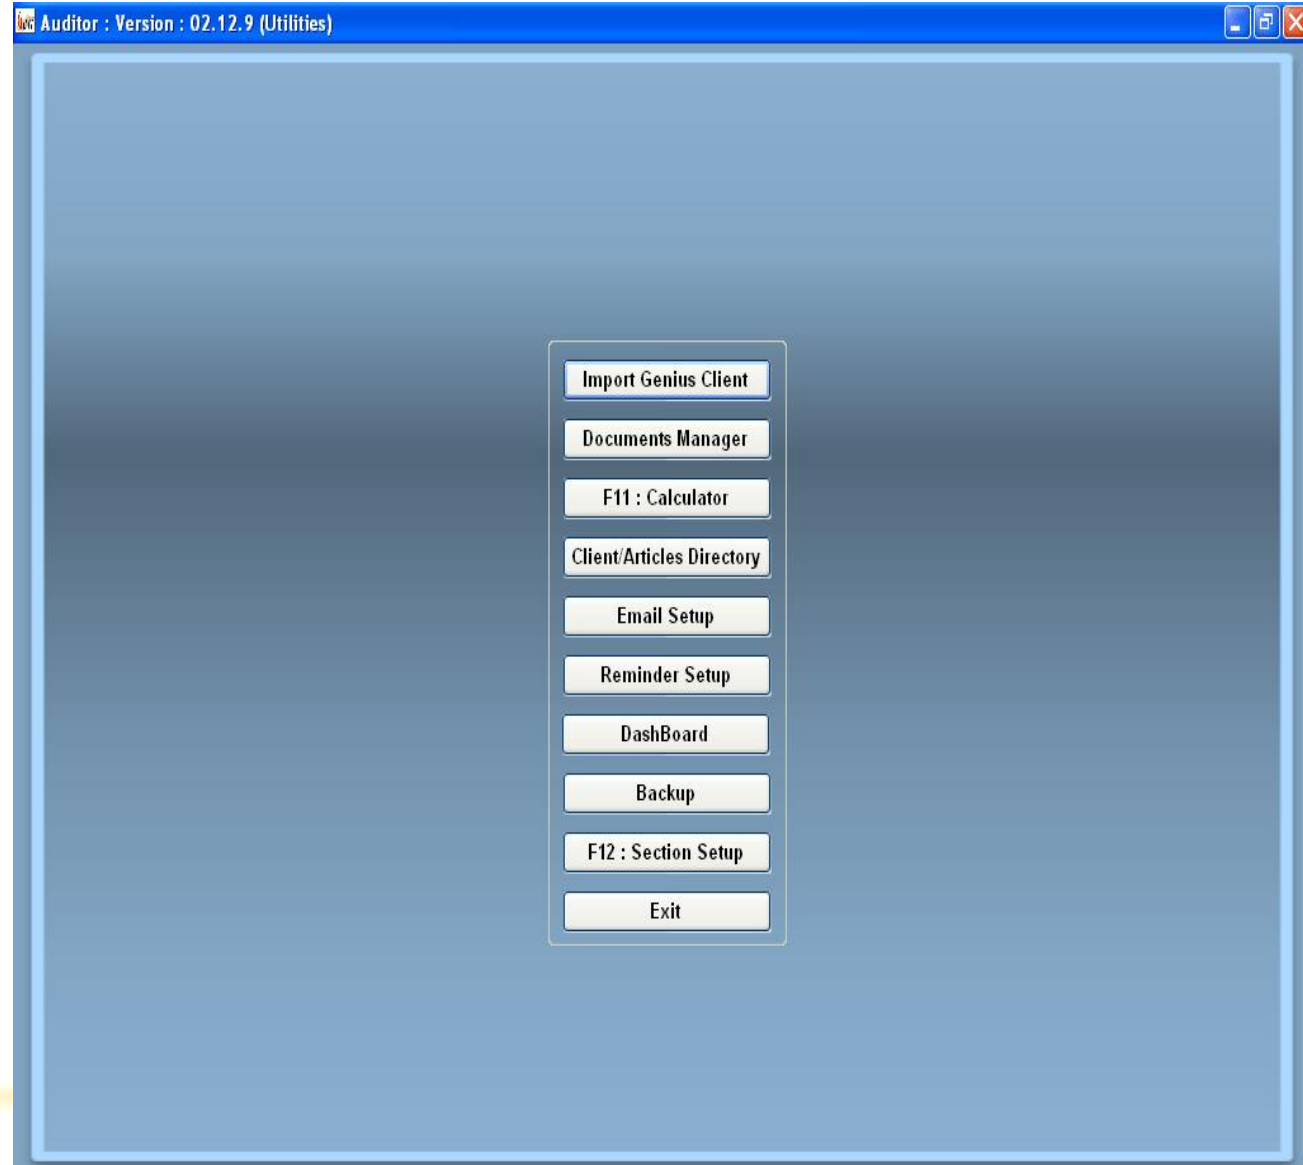 Auditor : Version : 02.12.9 (Utilities)
Import Genius Client
Documents Manager
F11 : Calculator
Client/Articles Directory
Email Setup
Reminder Setup
DashBoard
Backup
F12 : Section Setup
Exit